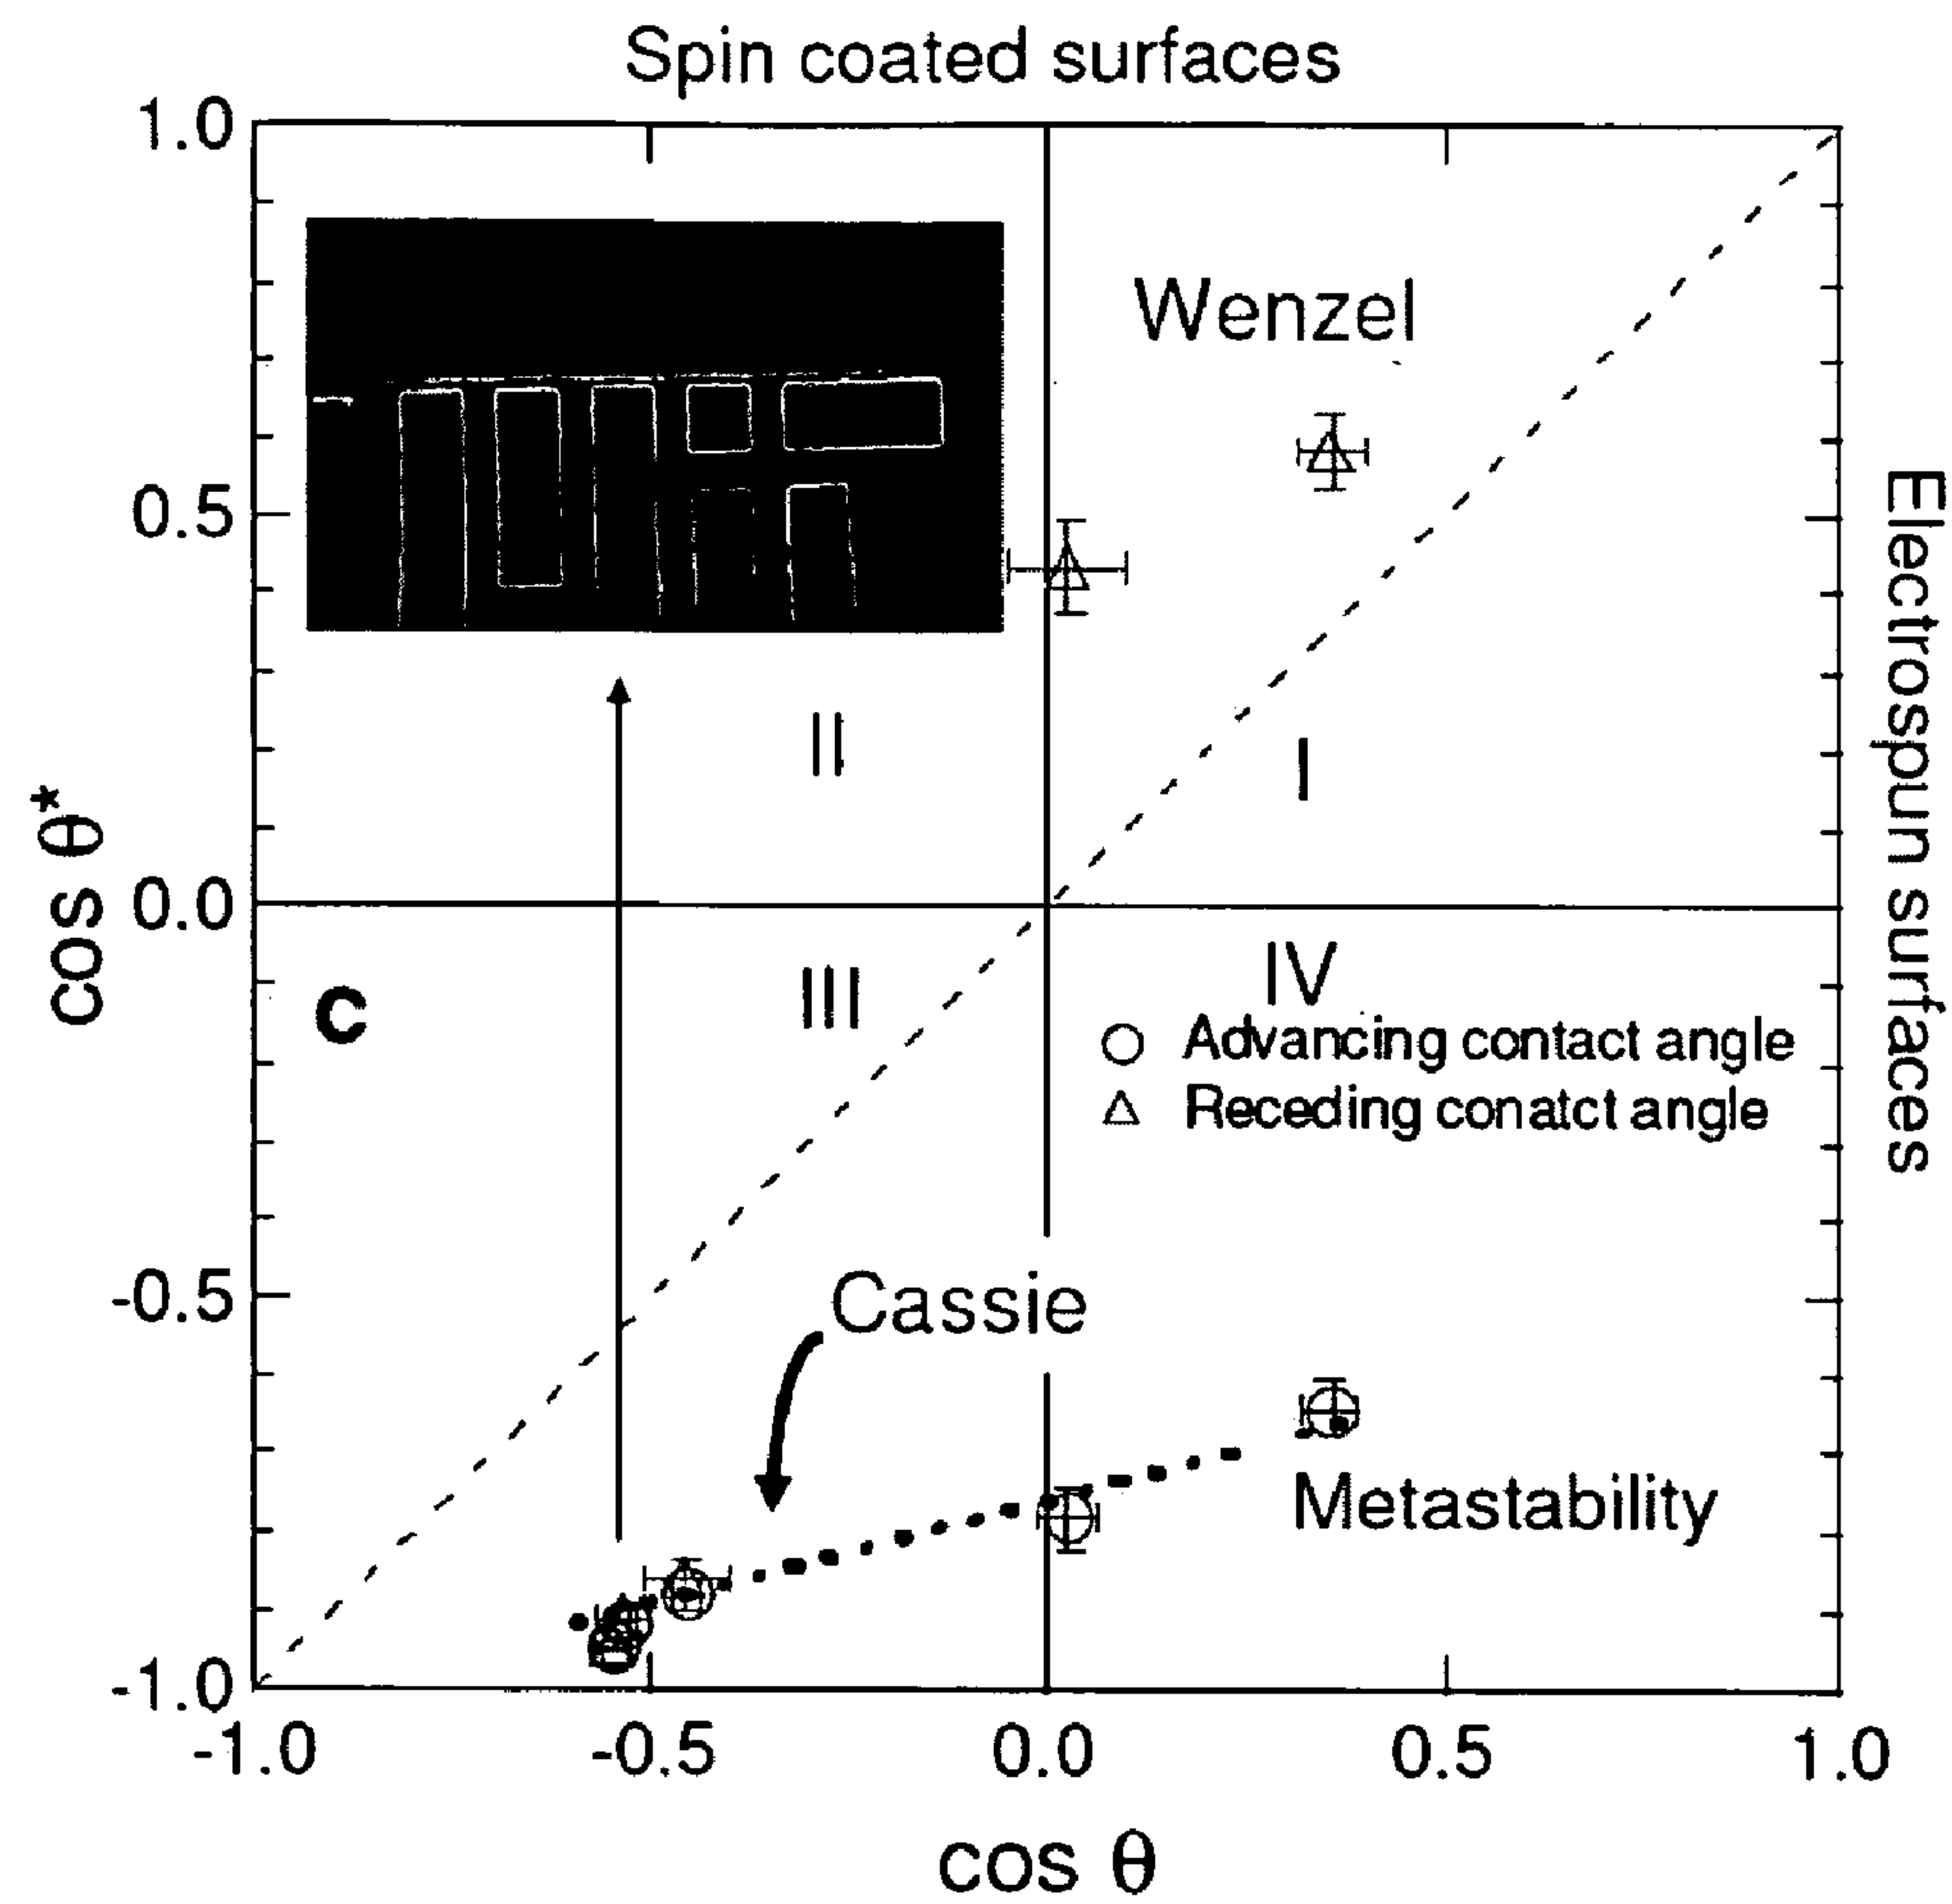 Spin coated surfaces
1.0
0.5
0.0
-0.5
-1.0
cos θ*
Wenzel
II
I
III
IV
c
Advancing contact angle
Receding conatct angle
Cassie
Metastability
Electrospun surfaces
-1.0
-0.5
0.0
0.5
1.0
cos θ